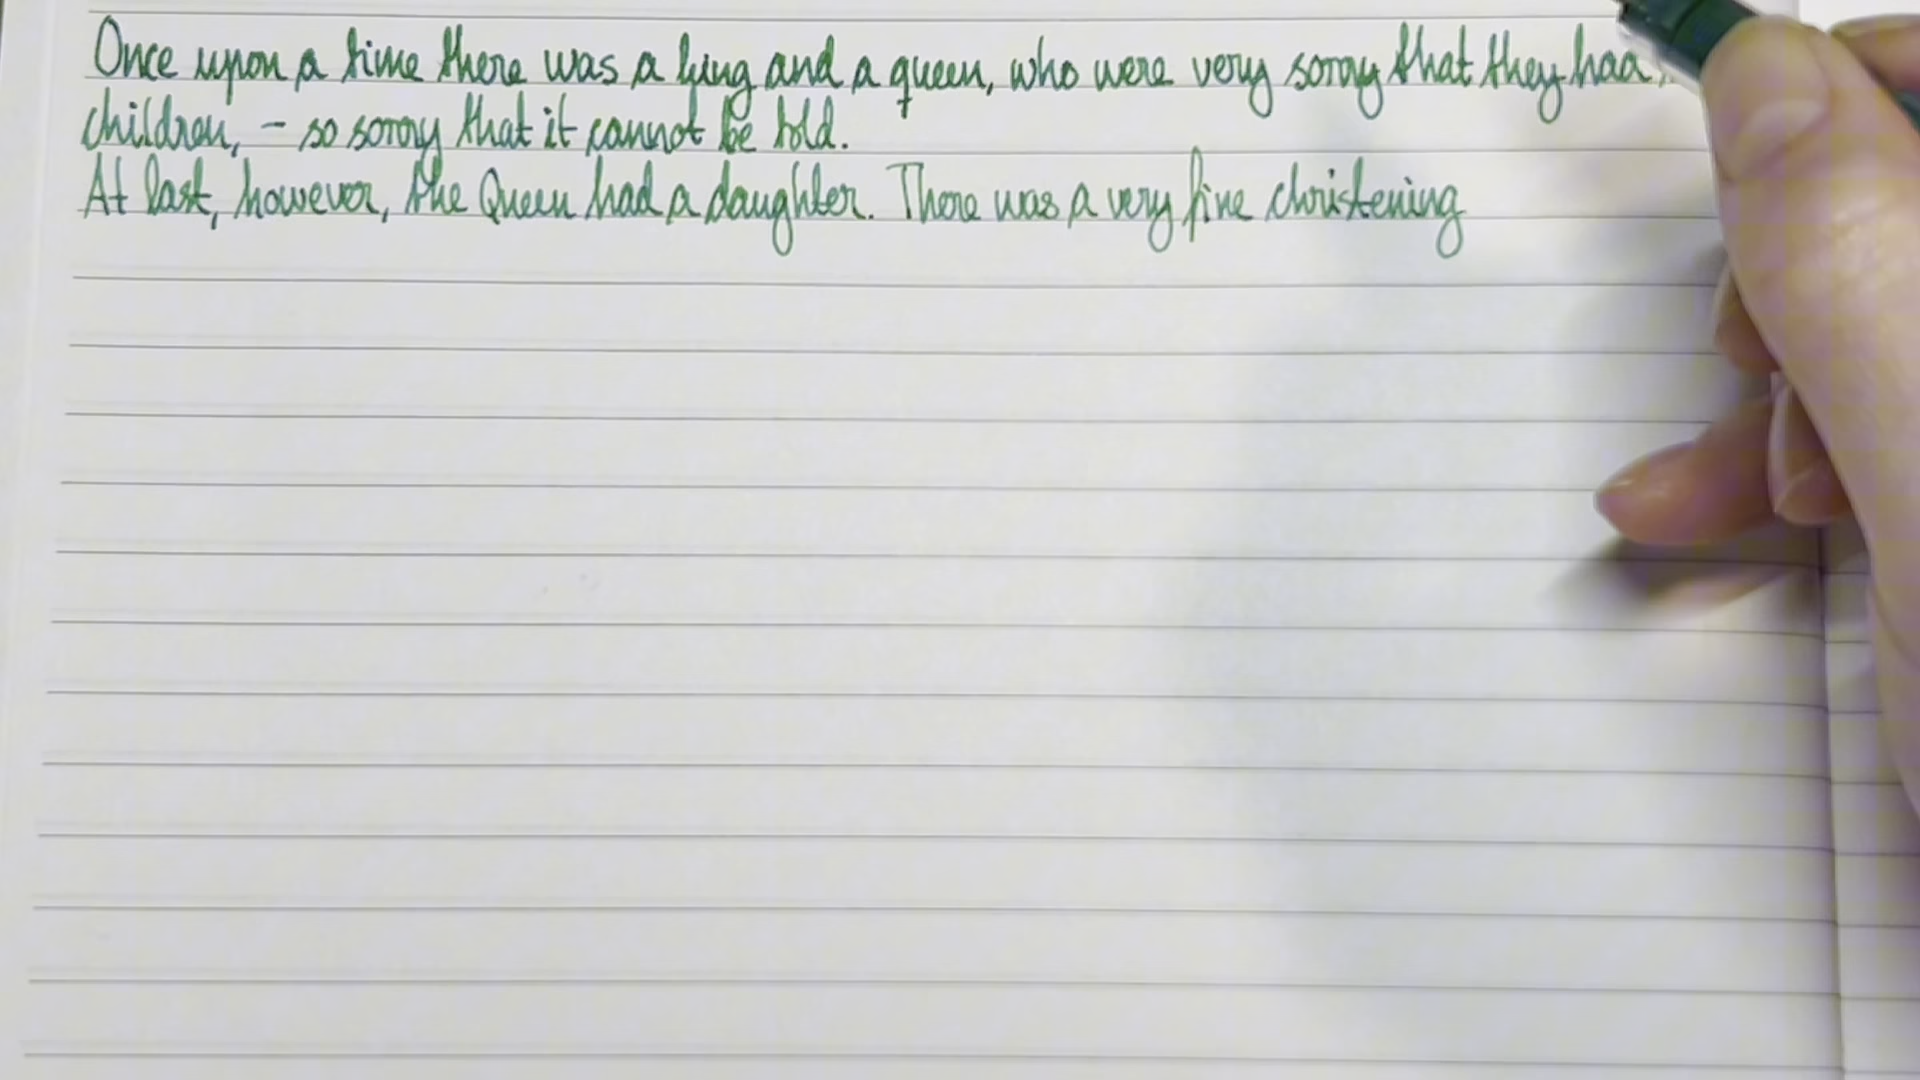 Once upon a time there was a king and a queen, who were very sorry that they had
children, - so sorry that it cannot be told.
At last, however, the Queen had a daughter. There was a very fine christening